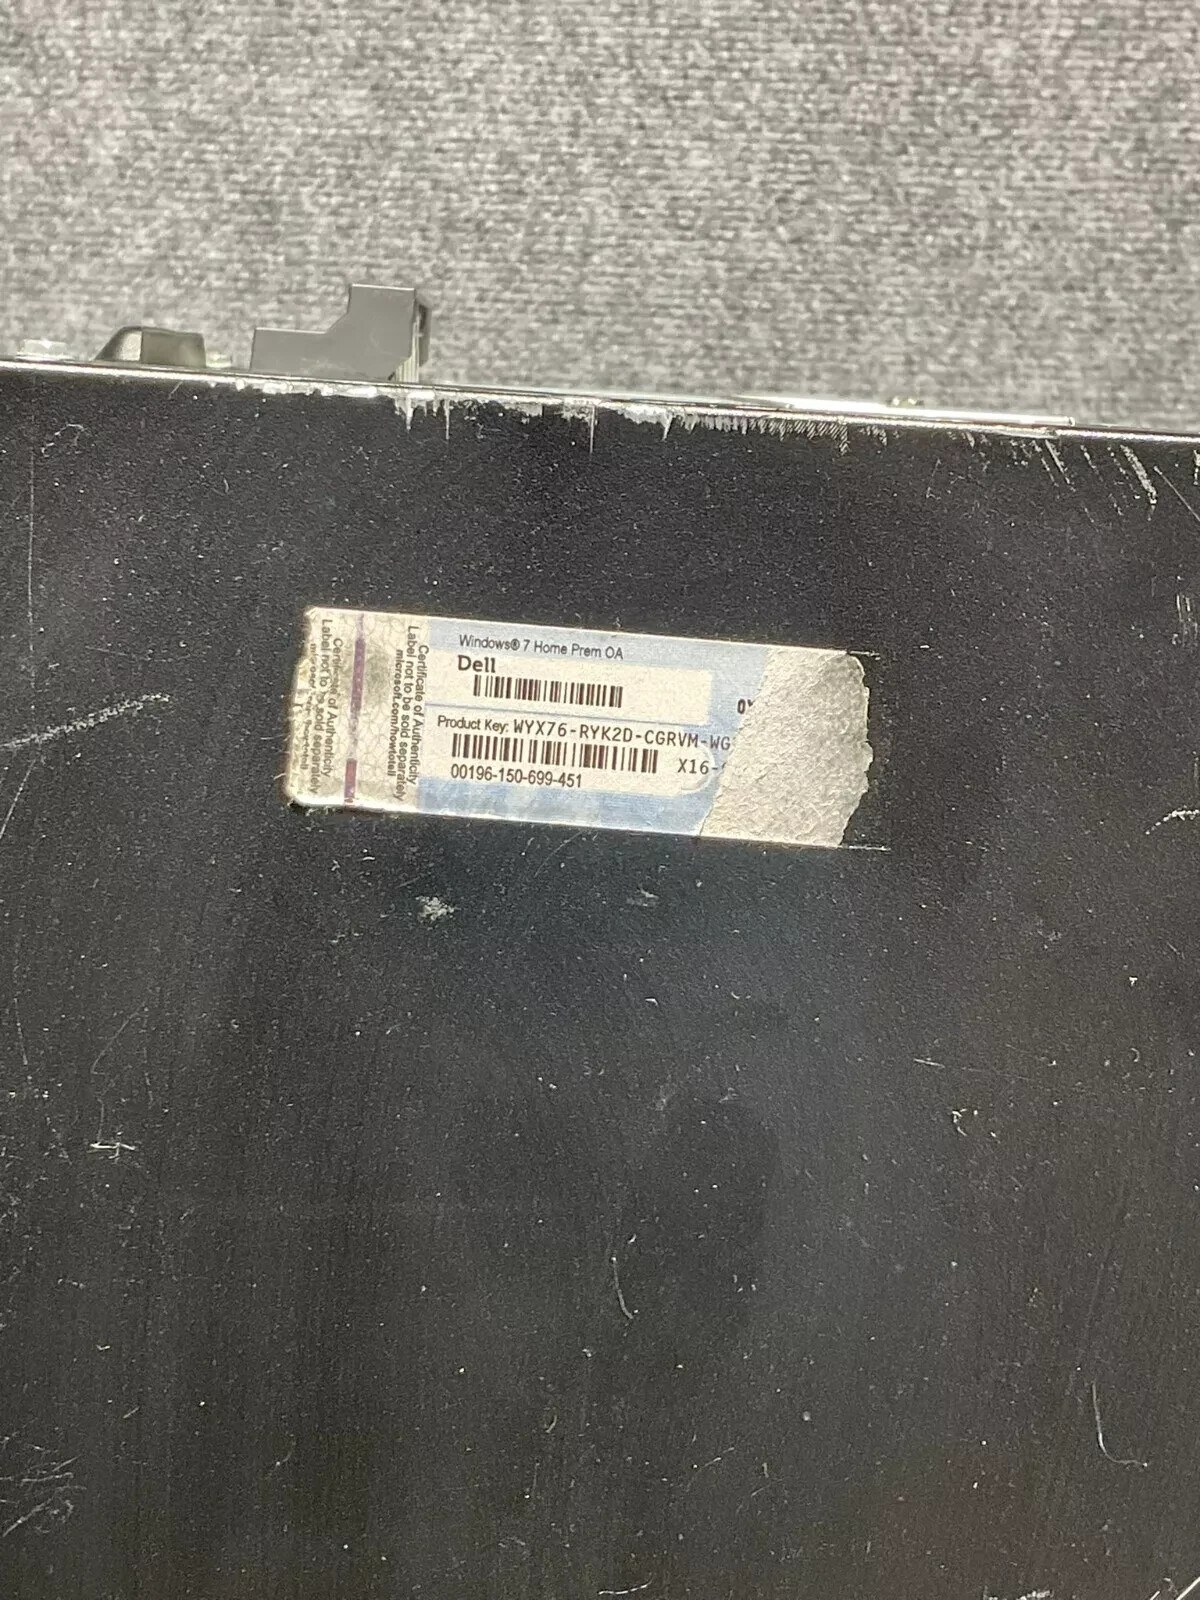 Certificate of Authenticity
Label not to be sold separately
Certificate of Authenticity
Label not to be sold separately
microsoft.com/howtotell
Windows® 7 Home Prem OA
Dell
Product Key: WYX76-RYK2D-CGRVM-WG
X16-
00196-150-699-451